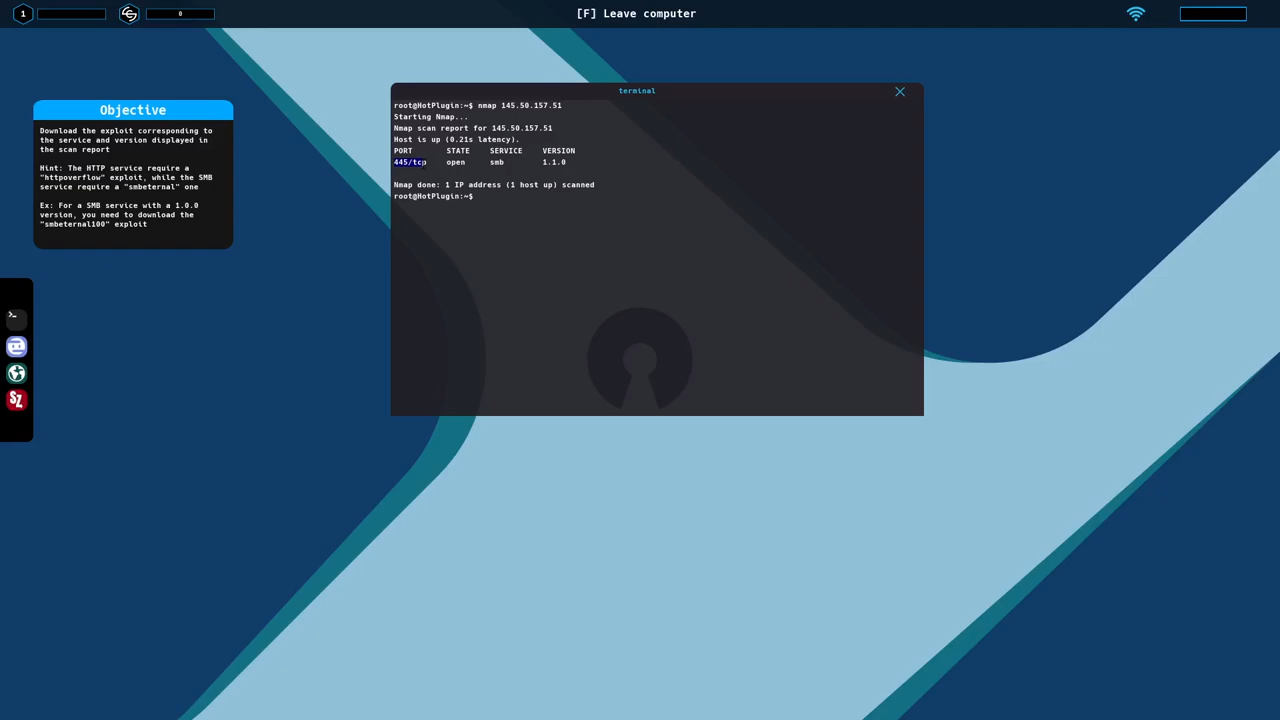 1
0
[F] Leave computer
Objective
Download the exploit corresponding to
the service and version displayed in
the scan report
Hint: The HTTP service require a
"httpoverflow" exploit, while the SMB
service require a "smbeternal" one
Ex: For a SMB service with a 1.0.0
version, you need to download the
"smbeternal100" exploit
terminal
root@HotPlugin:~$ nmap 145.50.157.51
Starting Nmap...
Nmap scan report for 145.50.157.51
Host is up (0.21s latency).
PORT STATE SERVICE VERSION
445/tcp open smb 1.1.0
Nmap done: 1 IP address (1 host up) scanned
root@HotPlugin:~$
>_
SZ